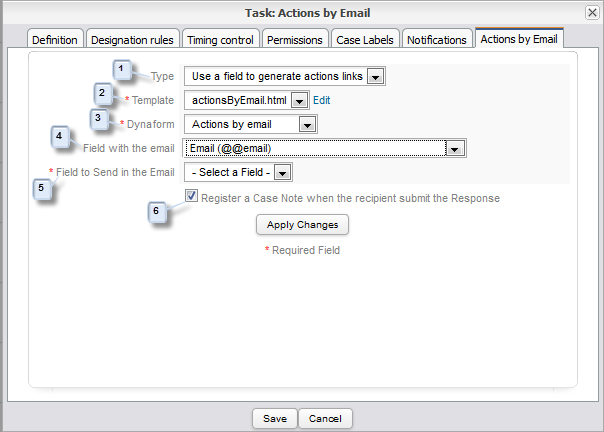 Task: Actions by Email
Definition Designation rules Timing control Permissions Case Labels Notifications Actions by Email
1 Type Use a field to generate actions links
2 * Template actionsByEmail.html Edit
3 * Dynaform Actions by email
4 Field with the email Email (@@email)
5 * Field to Send in the Email - Select a Field -
6 Register a Case Note when the recipient submit the Response
Apply Changes
* Required Field
Save Cancel